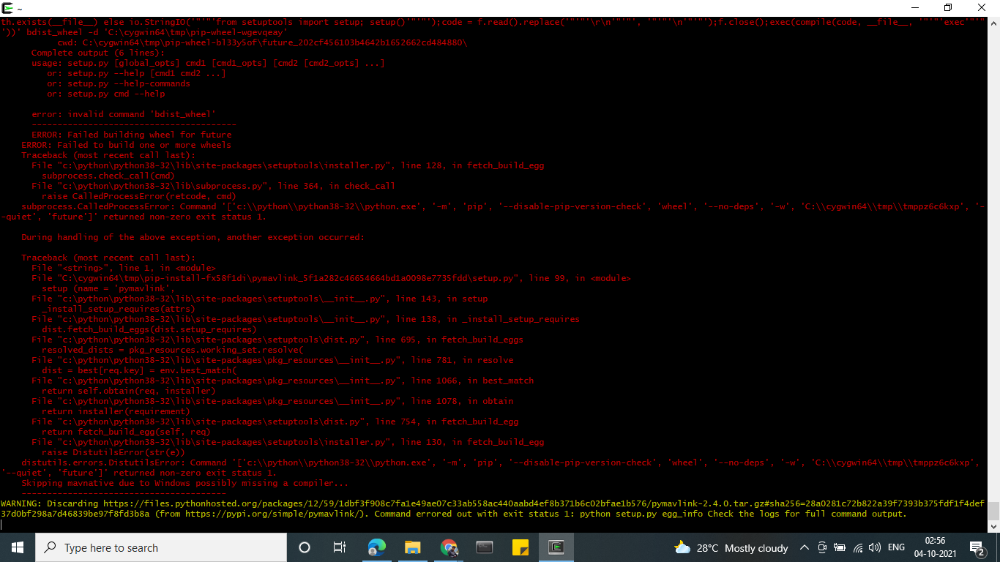 ~
th.exists(__file__) else io.StringIO('"'"'from setuptools import setup; setup()'"'"');code = f.read().replace('"'"'\r\n'"'"', '"'"'\n'"'"');f.close();exec(compile(code, __file__, '"'"'exec'"'"
'))' bdist_wheel -d 'C:\cygwin64\tmp\pip-wheel-wgevqeay'
cwd: C:\cygwin64\tmp\pip-wheel-bl33y5of\future_202cf456103b4642b1652662cd484880\
Complete output (6 lines):
usage: setup.py [global_opts] cmd1 [cmd1_opts] [cmd2 [cmd2_opts] ...]
or: setup.py --help [cmd1 cmd2 ...]
or: setup.py --help-commands
or: setup.py cmd --help
error: invalid command 'bdist_wheel'
----------------------------------------
ERROR: Failed building wheel for future
ERROR: Failed to build one or more wheels
Traceback (most recent call last):
File "c:\python\python38-32\lib\site-packages\setuptools\installer.py", line 128, in fetch_build_egg
subprocess.check_call(cmd)
File "c:\python\python38-32\lib\subprocess.py", line 364, in check_call
raise CalledProcessError(retcode, cmd)
subprocess.CalledProcessError: Command '['c:\\python\\python38-32\\python.exe', '-m', 'pip', '--disable-pip-version-check', 'wheel', '--no-deps', '-w', 'C:\\cygwin64\\tmp\\tmppz6c6kxp', '-
-quiet', 'future']' returned non-zero exit status 1.
During handling of the above exception, another exception occurred:
Traceback (most recent call last):
File "<string>", line 1, in <module>
File "C:\cygwin64\tmp\pip-install-fx58f1di\pymavlink_5f1a282c46654664bd1a0098e7735fdd\setup.py", line 99, in <module>
setup (name = 'pymavlink',
File "c:\python\python38-32\lib\site-packages\setuptools\__init__.py", line 143, in setup
_install_setup_requires(attrs)
File "c:\python\python38-32\lib\site-packages\setuptools\__init__.py", line 138, in _install_setup_requires
dist.fetch_build_eggs(dist.setup_requires)
File "c:\python\python38-32\lib\site-packages\setuptools\dist.py", line 695, in fetch_build_eggs
resolved_dists = pkg_resources.working_set.resolve(
File "c:\python\python38-32\lib\site-packages\pkg_resources\__init__.py", line 781, in resolve
dist = best[req.key] = env.best_match(
File "c:\python\python38-32\lib\site-packages\pkg_resources\__init__.py", line 1066, in best_match
return self.obtain(req, installer)
File "c:\python\python38-32\lib\site-packages\pkg_resources\__init__.py", line 1078, in obtain
return installer(requirement)
File "c:\python\python38-32\lib\site-packages\setuptools\dist.py", line 754, in fetch_build_egg
return fetch_build_egg(self, req)
File "c:\python\python38-32\lib\site-packages\setuptools\installer.py", line 130, in fetch_build_egg
raise DistutilsError(str(e))
distutils.errors.DistutilsError: Command '['c:\\python\\python38-32\\python.exe', '-m', 'pip', '--disable-pip-version-check', 'wheel', '--no-deps', '-w', 'C:\\cygwin64\\tmp\\tmppz6c6kxp',
'--quiet', 'future']' returned non-zero exit status 1.
Skipping mavnative due to Windows possibly missing a compiler...
----------------------------------------
WARNING: Discarding https://files.pythonhosted.org/packages/12/59/1dbf3f908c7fa1e49ae07c33ab558ac440aabd4ef8b371b6c02bfae1b576/pymavlink-2.4.0.tar.gz#sha256=28a0281c72b822a39f7393b375fdf1f4def
37d0bf298a7d46839be97f8fd3b8a (from https://pypi.org/simple/pymavlink/). Command errored out with exit status 1: python setup.py egg_info Check the logs for full command output.
Type here to search
28°C Mostly cloudy
ENG
02:56
04-10-2021
2